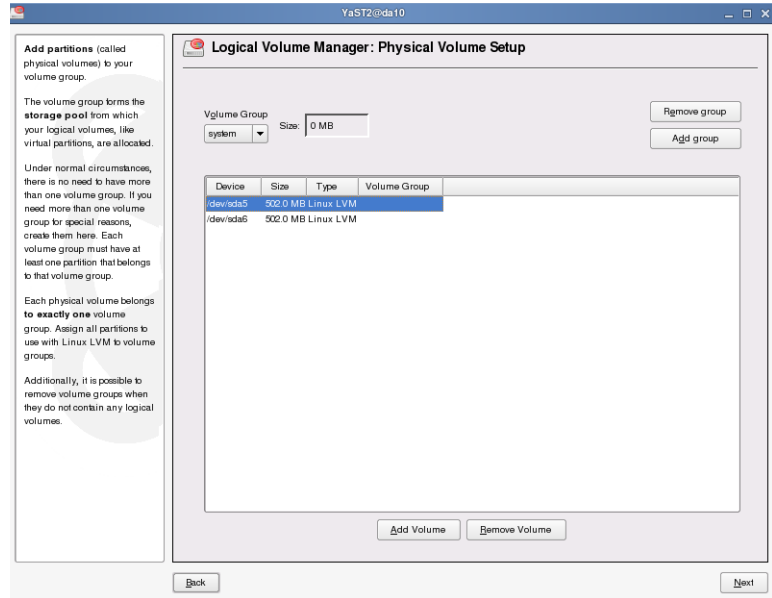 YaST2@da10
Add partitions (called
physical volumes) to your
volume group.
The volume group forms the
storage pool from which
your logical volumes, like
virtual partitions, are allocated.
Under normal circumstances,
there is no need to have more
than one volume group. If you
need more than one volume
group for special reasons,
create them here. Each
volume group must have at
least one partition that belongs
to that volume group.
Each physical volume belongs
to exactly one volume
group. Assign all partitions to
use with Linux LVM to volume
groups.
Additionally, it is possible to
remove volume groups when
they do not contain any logical
volumes.
Logical Volume Manager: Physical Volume Setup
Volume Group
system Size: 0 MB
Remove group
Add group
Device Size Type Volume Group
/dev/sda5 502.0 MB Linux LVM
/dev/sda6 502.0 MB Linux LVM
Add Volume Remove Volume
Back Next